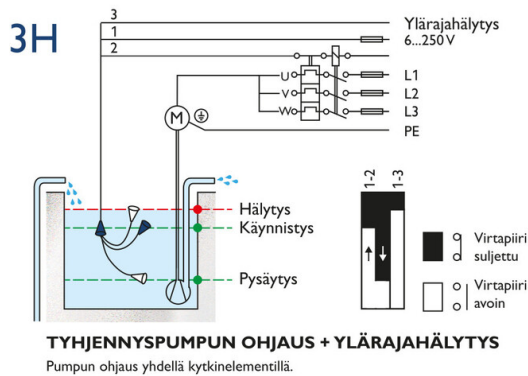 3H
3
1
2
Ylärajahälytys
6...250 V
U
V
W
L1
L2
L3
PE
M
Hälytys
Käynnistys
Pysäytys
1-2
1-3
Virtapiiri
suljettu
Virtapiiri
avoin
TYHJENNYSPUMPUN OHJAUS + YLÄRAJAHÄLYTYS
Pumpun ohjaus yhdellä kytkinelementillä.